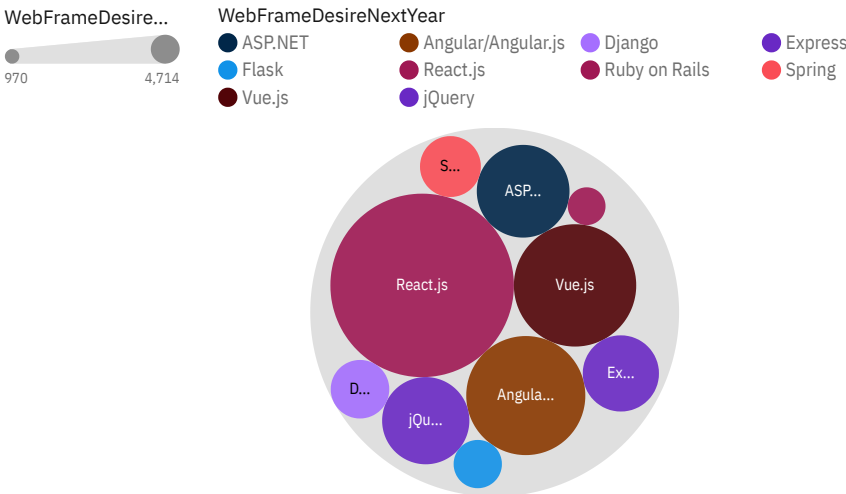 WebFrameDesire...
970
4,714
WebFrameDesireNextYear
ASP.NET
Angular/Angular.js
Django
Express
Flask
React.js
Ruby on Rails
Spring
Vue.js
jQuery
S...
ASP...
React.js
Vue.js
Ex...
D...
Angula...
jQu...